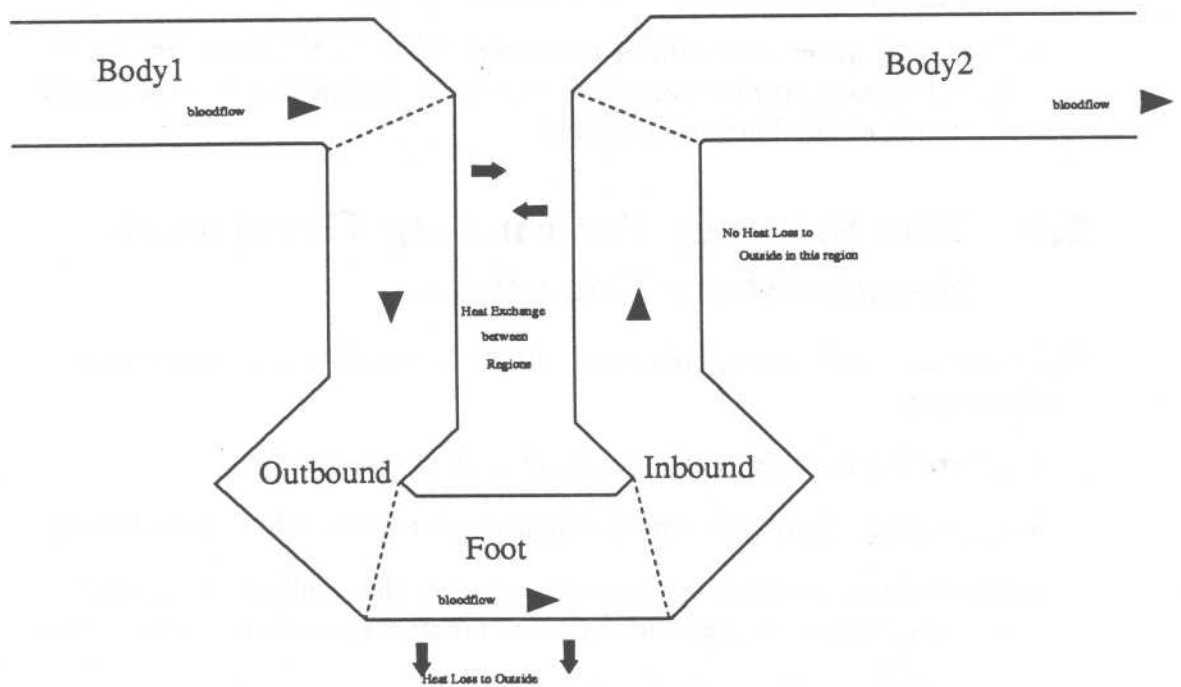 Body1
bloodflow
Body2
bloodflow
No Heat Loss to
Outside in this region
Heat Exchange
between
Regions
Outbound
Inbound
Foot
bloodflow
Heat Loss to Outside